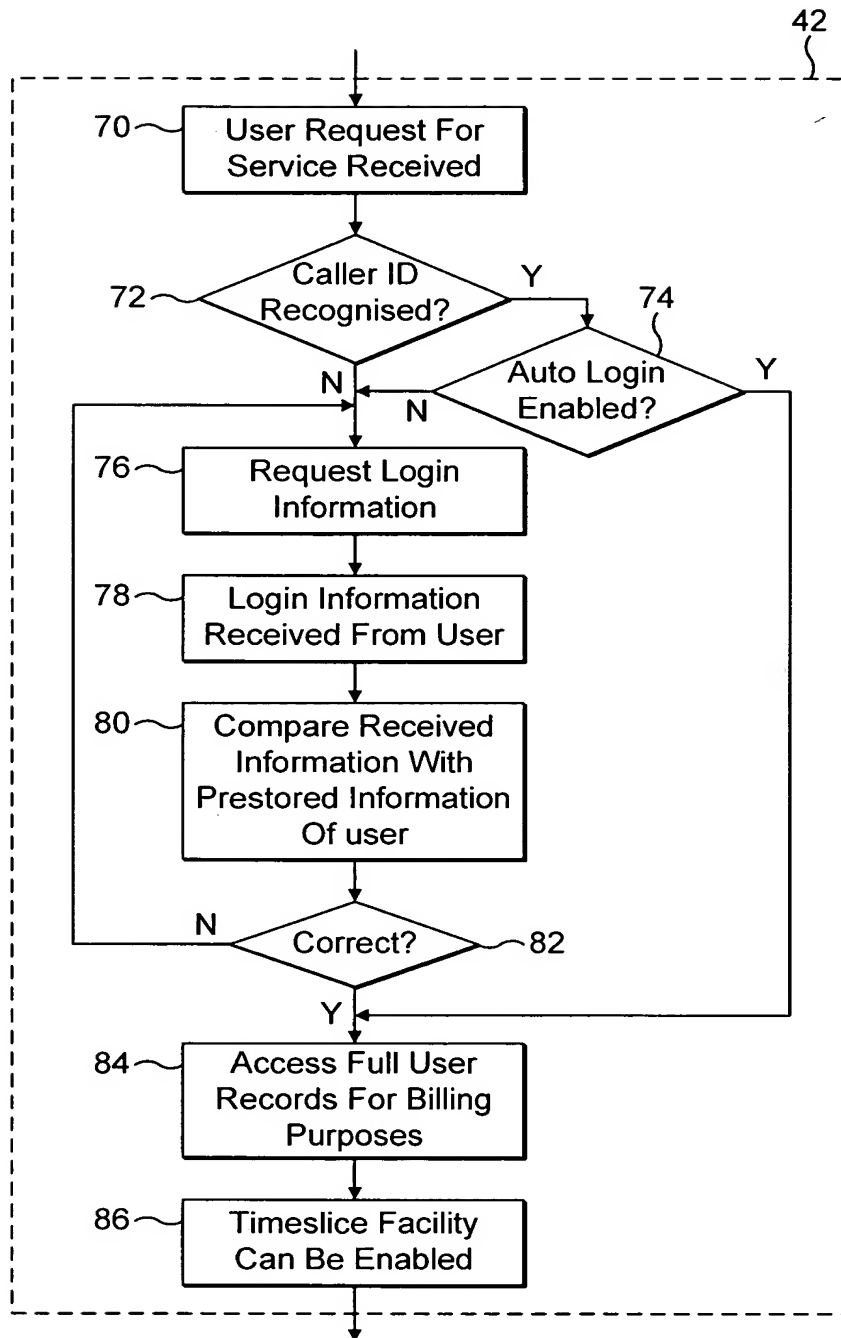 42
70
User Request For
Service Received
72
Caller ID
Recognised?
Y
74
Auto Login
Enabled?
Y
N
N
76
Request Login
Information
78
Login Information
Received From User
80
Compare Received
Information With
Prestored Information
Of user
N
Correct?
82
Y
84
Access Full User
Records For Billing
Purposes
86
Timeslice Facility
Can Be Enabled